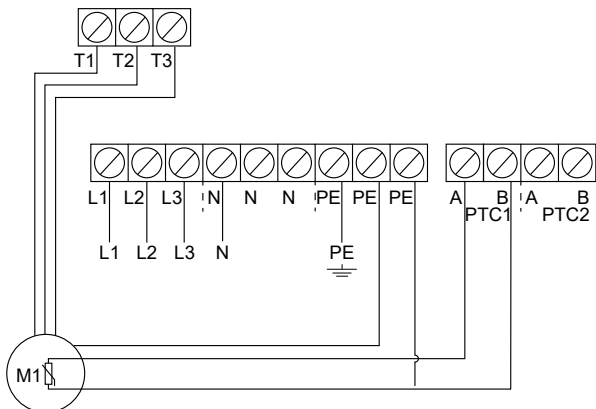 T1 T2 T3
L1 L2 L3 N N N PE PE PE A B A B
PTC1 PTC2
L1 L2 L3 N PE
M1